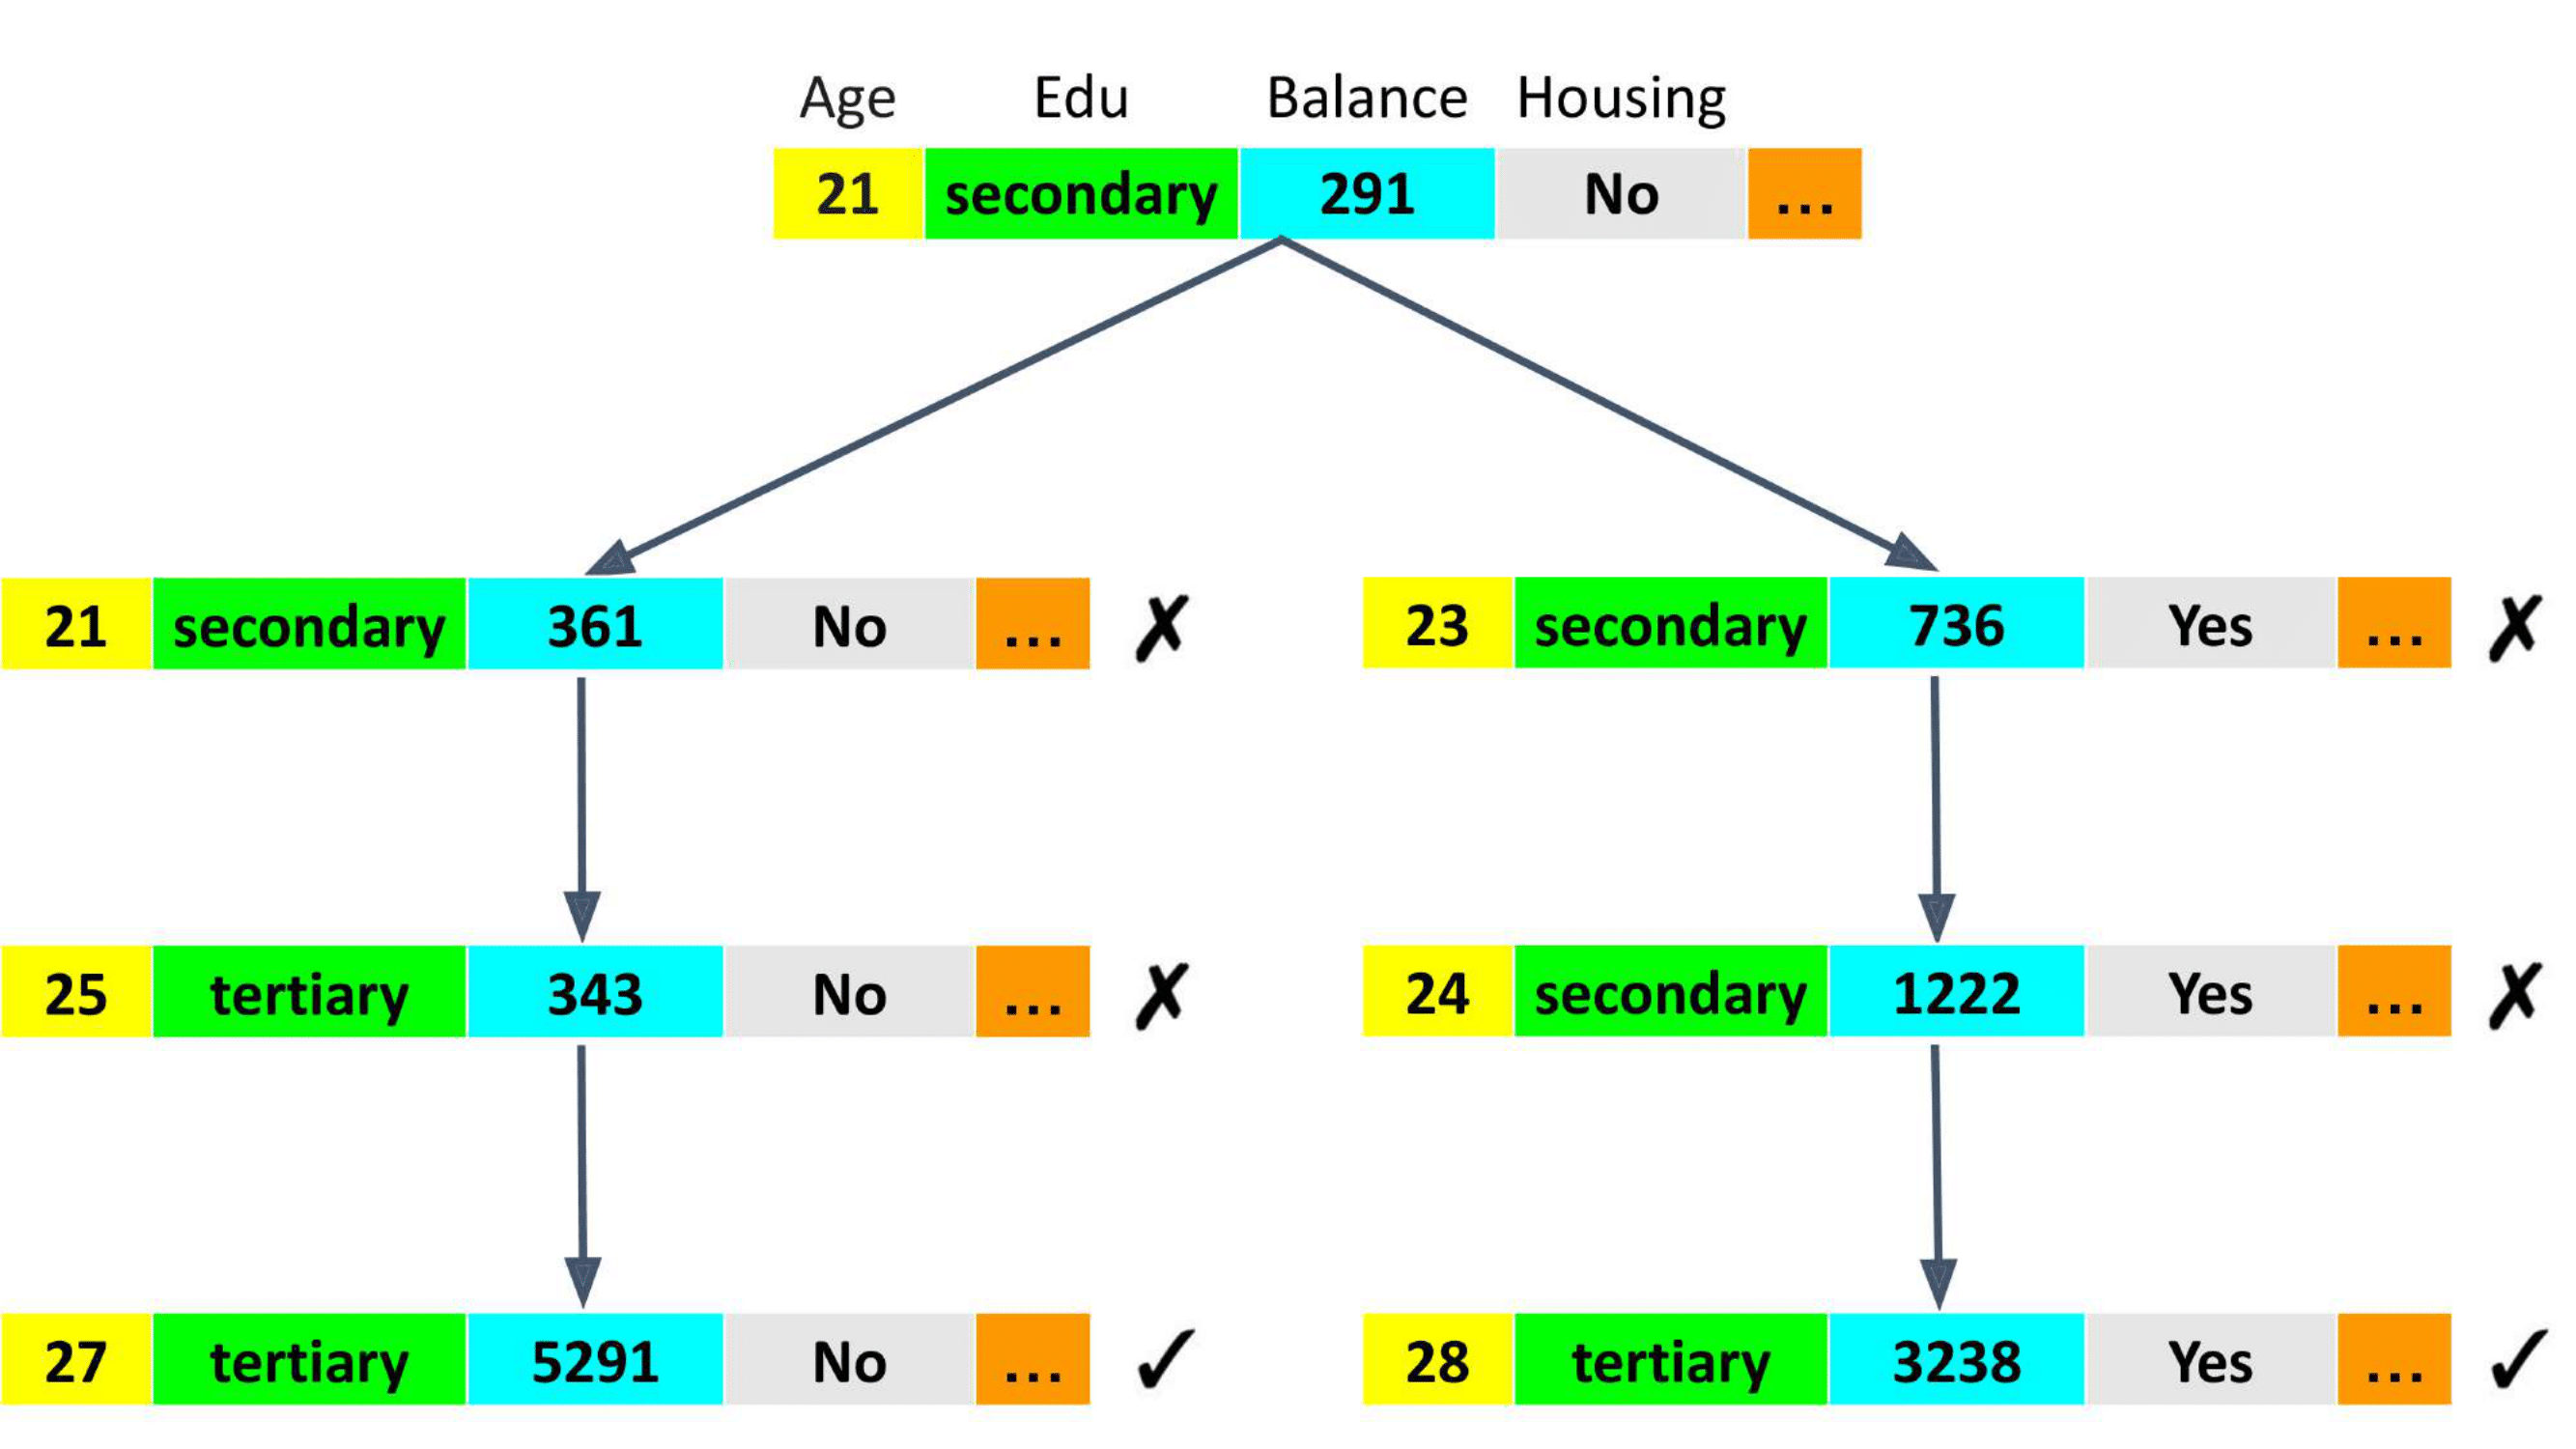 Age Edu Balance Housing
21 secondary 291 No ...
21 secondary 361 No ... ✗ 23 secondary 736 Yes ... ✗
25 tertiary 343 No ... ✗ 24 secondary 1222 Yes ... ✗
27 tertiary 5291 No ... ✓ 28 tertiary 3238 Yes ... ✓